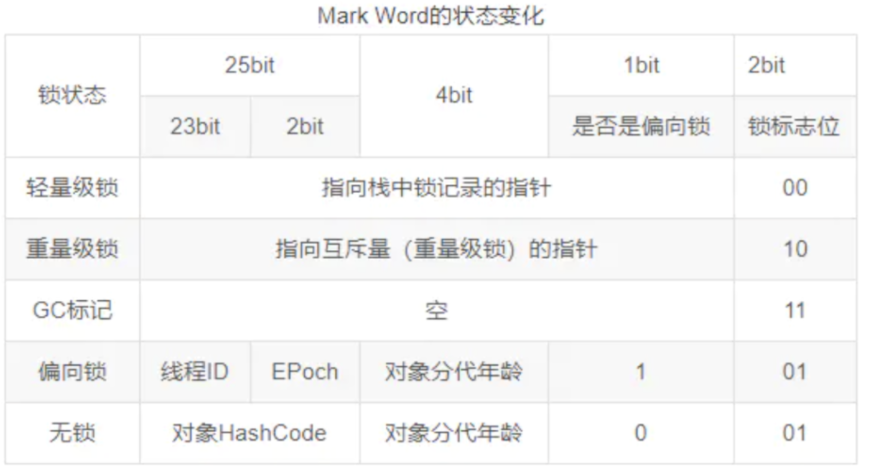 Mark Word的状态变化
锁状态 25bit 4bit 1bit 2bit
23bit 2bit 是否是偏向锁 锁标志位
轻量级锁 指向栈中锁记录的指针 00
重量级锁 指向互斥量（重量级锁）的指针 10
GC标记 空 11
偏向锁 线程ID EPoch 对象分代年龄 1 01
无锁 对象HashCode 对象分代年龄 0 01